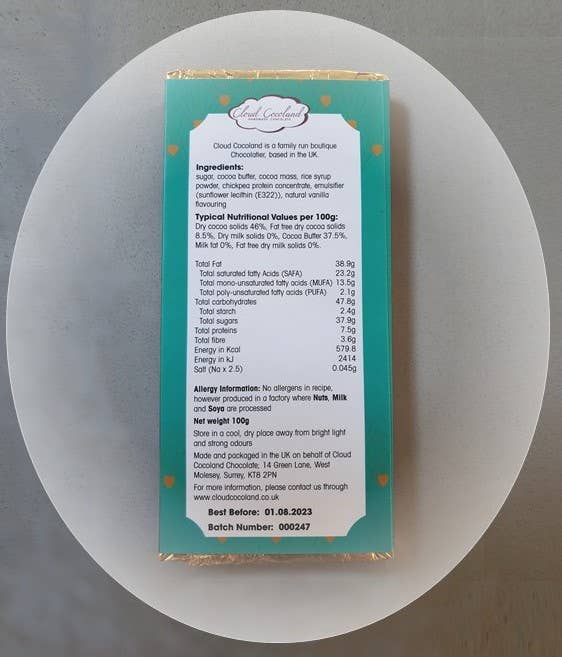 Cloud Cocoland
HANDMADE CHOCOLATE
Cloud Cocoland is a family run boutique
Chocolatier, based in the UK.
Ingredients:
sugar, cocoa butter, cocoa mass, rice syrup
powder, chickpea protein concentrate, emulsifier
(sunflower lecithin (E322)), natural vanilla
flavouring
Typical Nutritional Values per 100g:
Dry cocoa solids 46%, Fat free dry cocoa solids
8.5%, Dry milk solids 0%, Cocoa Butter 37.5%,
Milk fat 0%, Fat free dry milk solids 0%.
Total Fat 38.9g
Total saturated fatty Acids (SAFA) 23.2g
Total mono-unsaturated fatty acids (MUFA) 13.5g
Total poly-unsaturated fatty acids (PUFA) 2.1g
Total carbohydrates 47.8g
Total starch 2.4g
Total sugars 37.9g
Total proteins 7.5g
Total fibre 3.6g
Energy in Kcal 579.8
Energy in kJ 2414
Salt (Na x 2.5) 0.045g
Allergy Information: No allergens in recipe,
however produced in a factory where Nuts, Milk
and Soya are processed
Net weight 100g
Store in a cool, dry place away from bright light
and strong odours
Made and packaged in the UK on behalf of Cloud
Cocoland Chocolate, 14 Green Lane, West
Molesey, Surrey, KT8 2PN
For more information, please contact us through
www.cloudcocoland.co.uk
Best Before: 01.08.2023
Batch Number: 000247